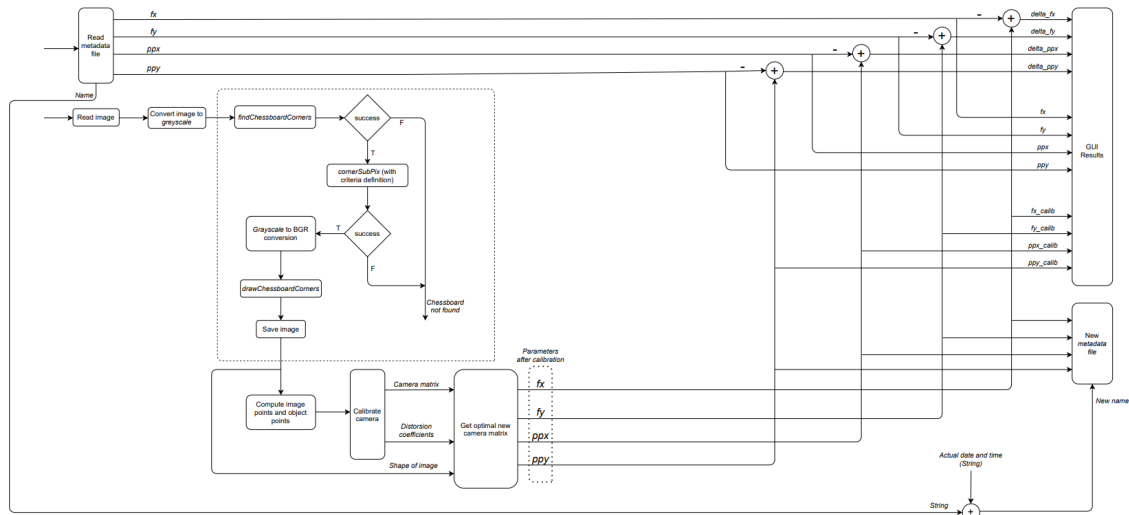 fx
fy
ppx
ppy
Read
metadata
file
Name
-
-
-
-
+
+
+
+
delta_fx
delta_fy
delta_ppx
delta_ppy
Read image
Convert image to
greyscale
findChessboardCorners
success
F
T
cornerSubPix (with
criteria definition)
success
T
F
Grayscale to BGR
conversion
drawChessboardCorners
Save image
Chessboard
not found
fx
fy
ppx
ppy
GUI
Results
fx_calib
fy_calib
ppx_calib
ppy_calib
New
metadata
file
New name
Parameters
after calibration
Compute image
points and object
points
Calibrate
camera
Camera matrix
Distorsion
coefficients
Shape of image
Get optimal new
camera matrix
fx
fy
ppx
ppy
Actual date and time
(String)
String
+